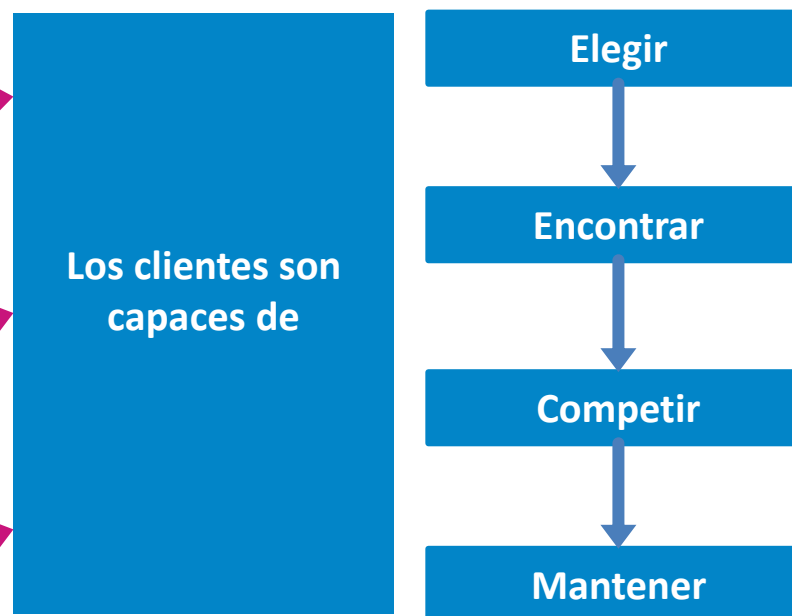 Los clientes son
capaces de
Elegir
Encontrar
Competir
Mantener